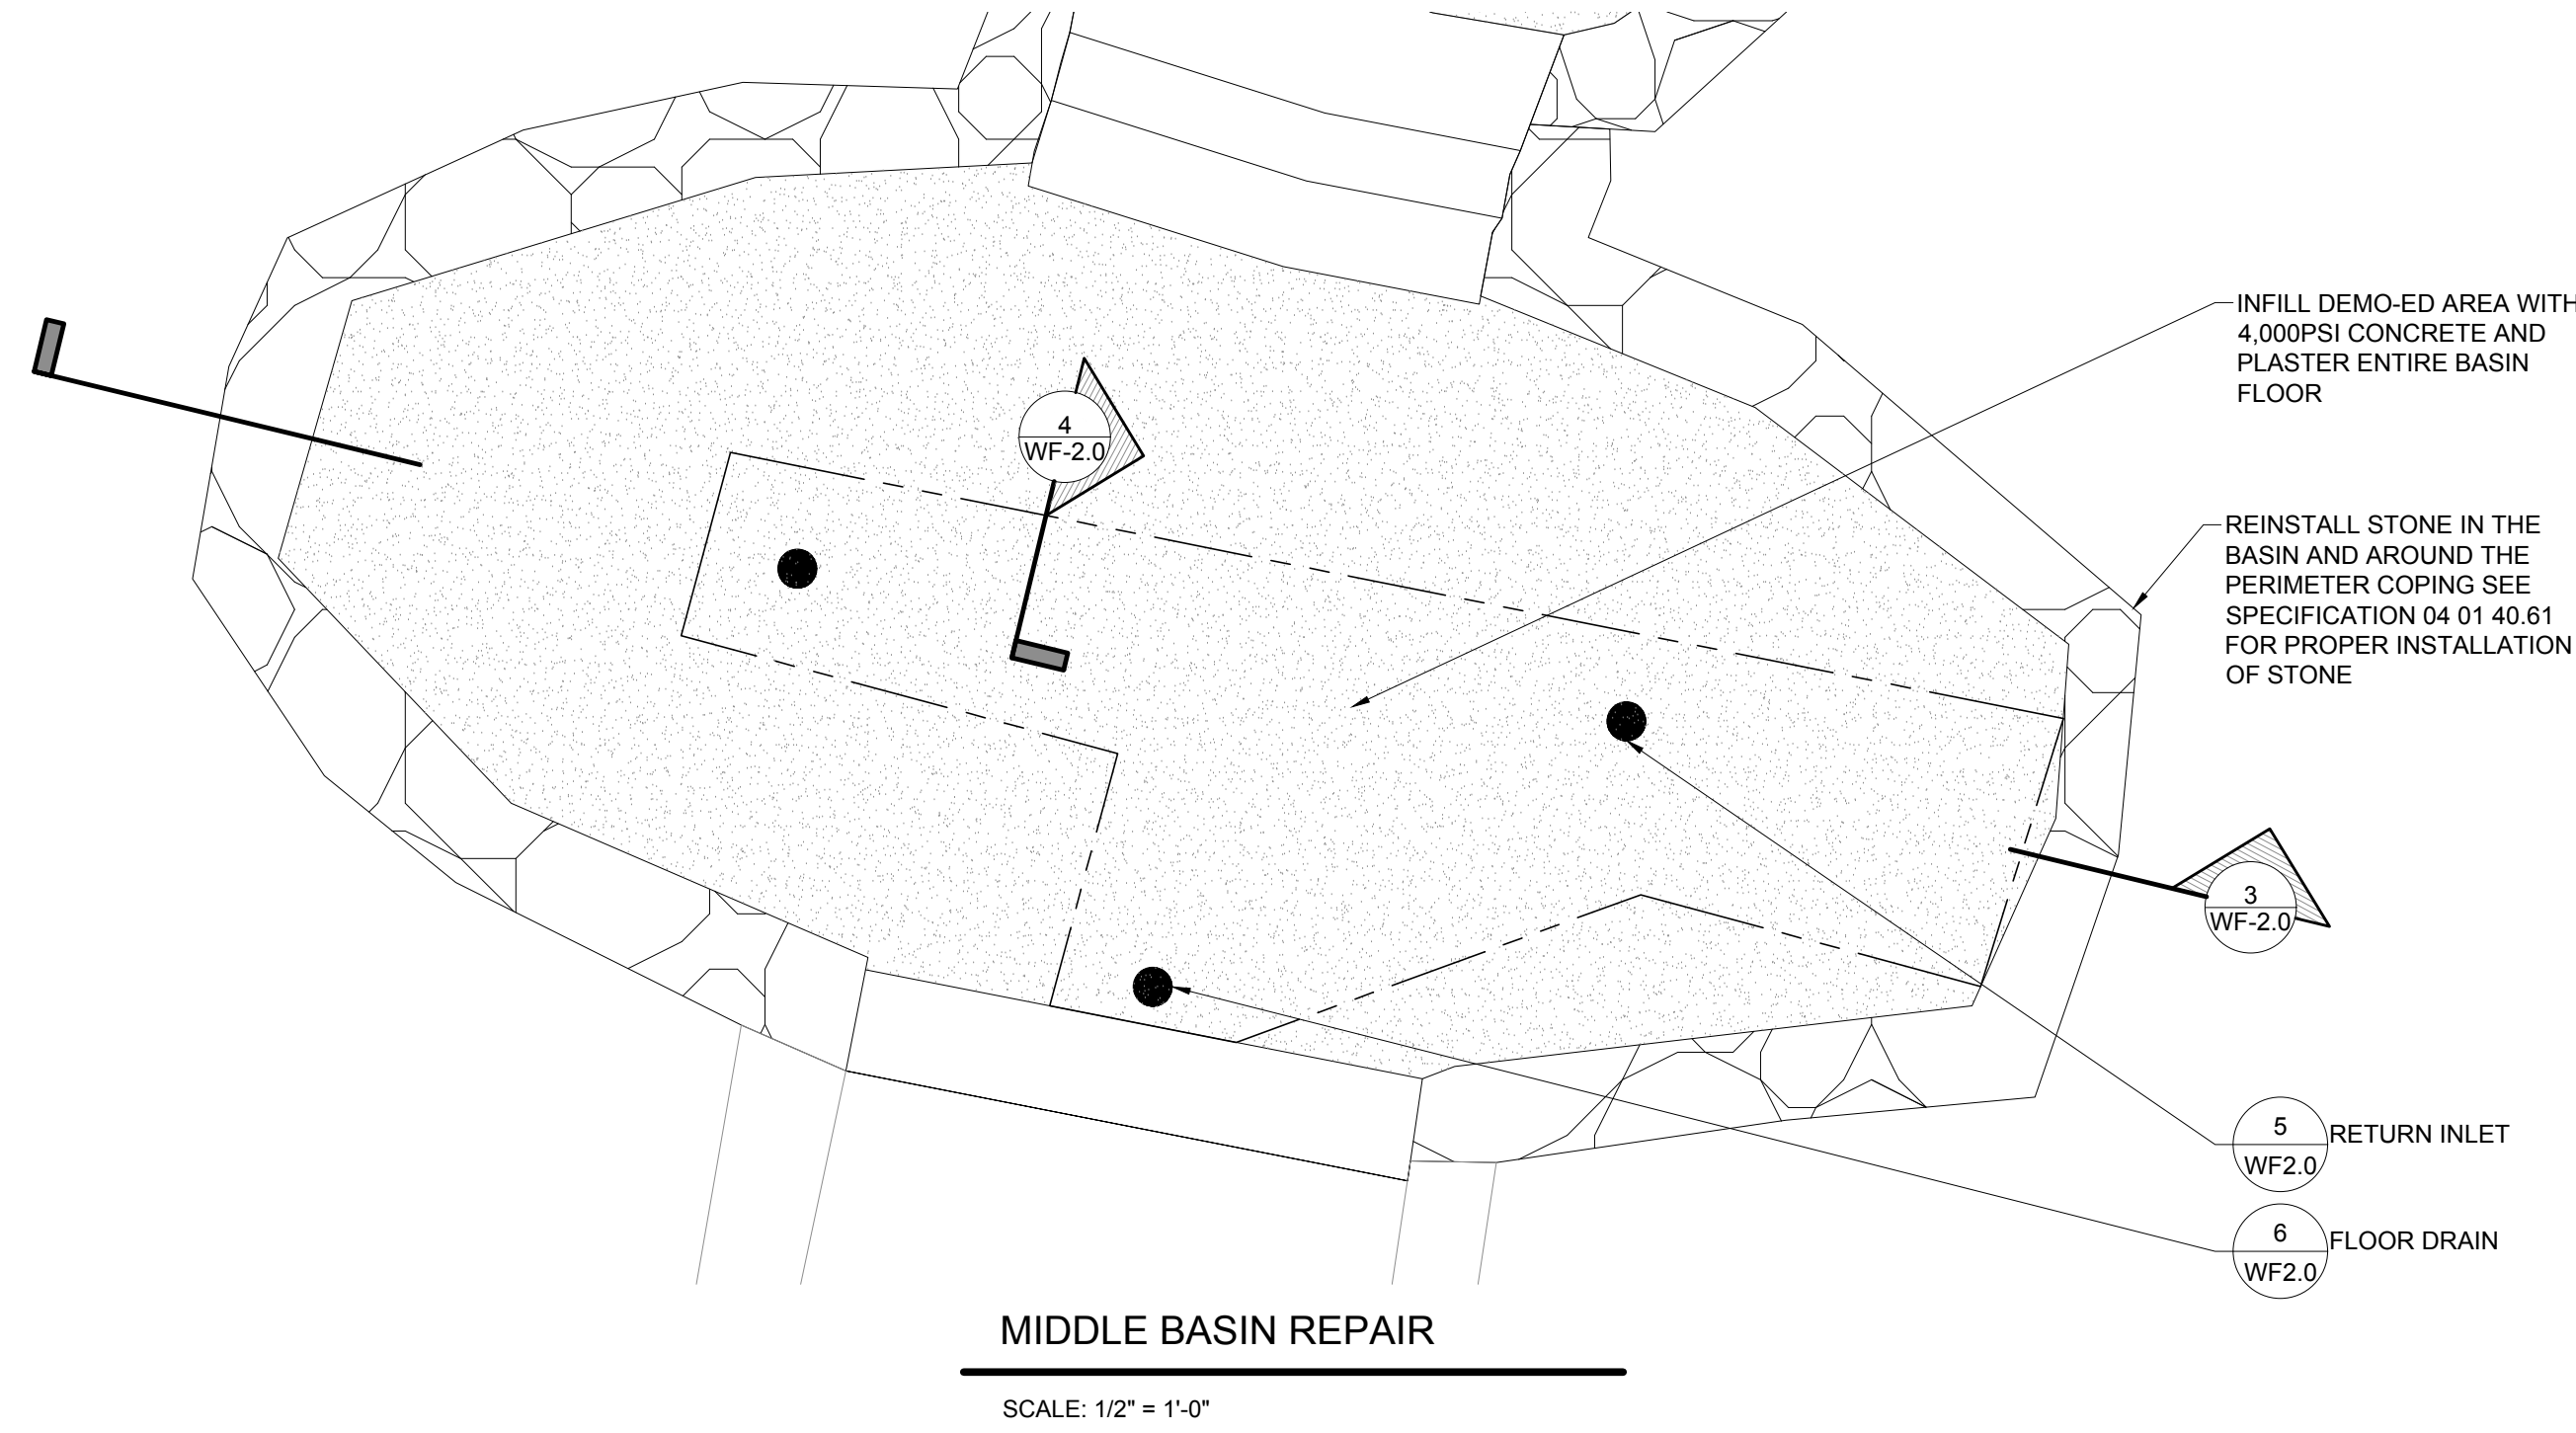 INFILL DEMO-ED AREA WITH
4,000PSI CONCRETE AND
PLASTER ENTIRE BASIN
FLOOR
4
WF-2.0
REINSTALL STONE IN THE
BASIN AND AROUND THE
PERIMETER COPING SEE
SPECIFICATION 04 01 40.61
FOR PROPER INSTALLATION
OF STONE
3
WF-2.0
5
WF2.0
RETURN INLET
6
WF2.0
FLOOR DRAIN
MIDDLE BASIN REPAIR
SCALE: 1/2" = 1'-0"